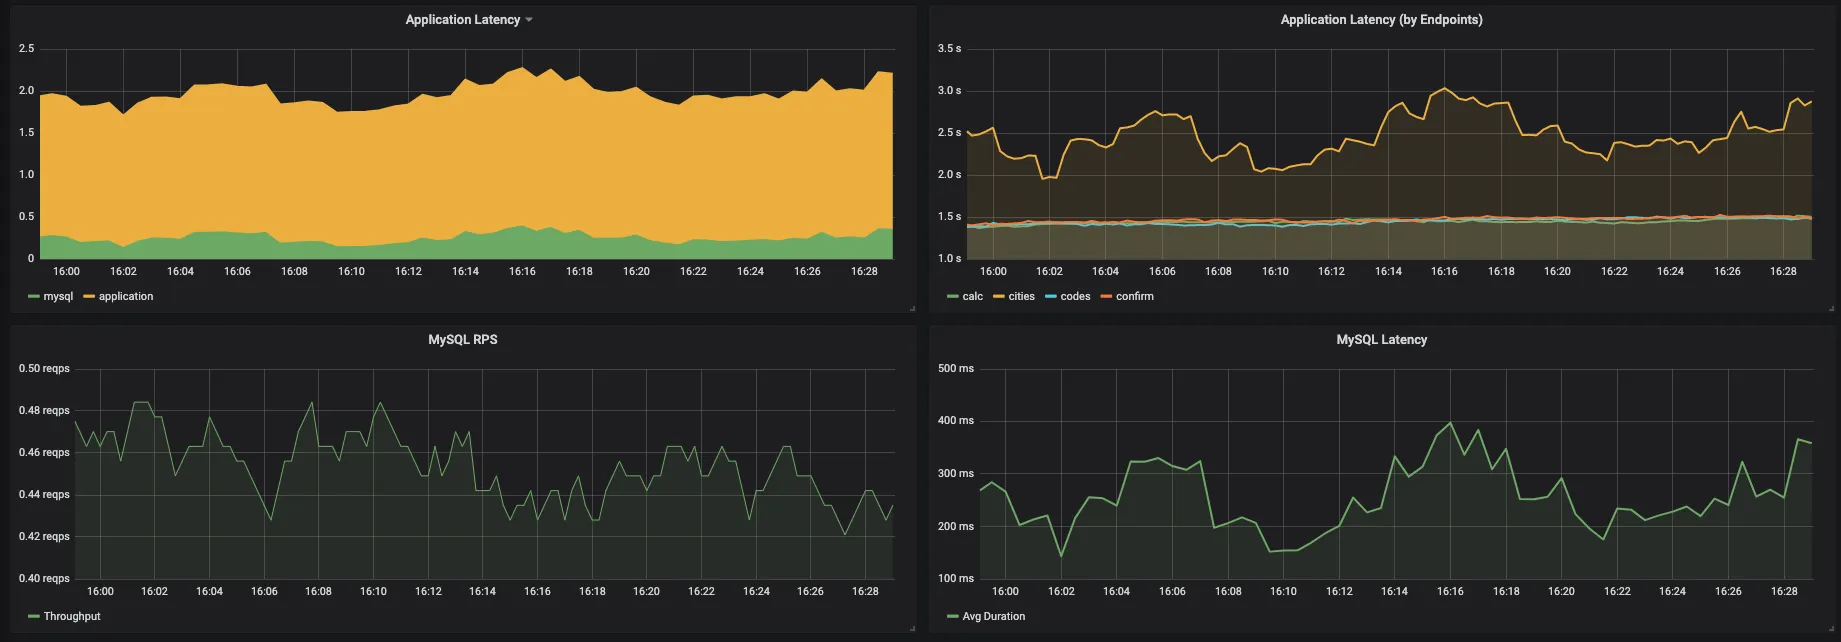 Application Latency
2.5
2.0
1.5
1.0
0.5
0
16:00 16:02 16:04 16:06 16:08 16:10 16:12 16:14 16:16 16:18 16:20 16:22 16:24 16:26 16:28
mysql application
Application Latency (by Endpoints)
3.5 s
3.0 s
2.5 s
2.0 s
1.5 s
1.0 s
16:00 16:02 16:04 16:06 16:08 16:10 16:12 16:14 16:16 16:18 16:20 16:22 16:24 16:26 16:28
calc cities codes confirm
MySQL RPS
0.50 reqps
0.48 reqps
0.46 reqps
0.44 reqps
0.42 reqps
0.40 reqps
16:00 16:02 16:04 16:06 16:08 16:10 16:12 16:14 16:16 16:18 16:20 16:22 16:24 16:26 16:28
Throughput
MySQL Latency
500 ms
400 ms
300 ms
200 ms
100 ms
16:00 16:02 16:04 16:06 16:08 16:10 16:12 16:14 16:16 16:18 16:20 16:22 16:24 16:26 16:28
Avg Duration